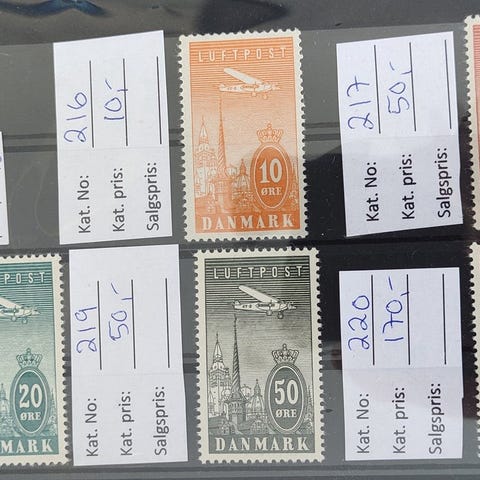 Kat. No: 216
Kat. pris: 10,-
Salgspris:
LUFTPOST
10
ØRE
DANMARK
Kat. No: 217
Kat. pris: 50,-
Salgspris:
POST
20
ØRE
MARK
Kat. No: 219
Kat. pris: 50,-
Salgspris:
LUFTPOST
50
ØRE
DANMARK
Kat. No: 220
Kat. pris: 170,-
Salgspris: